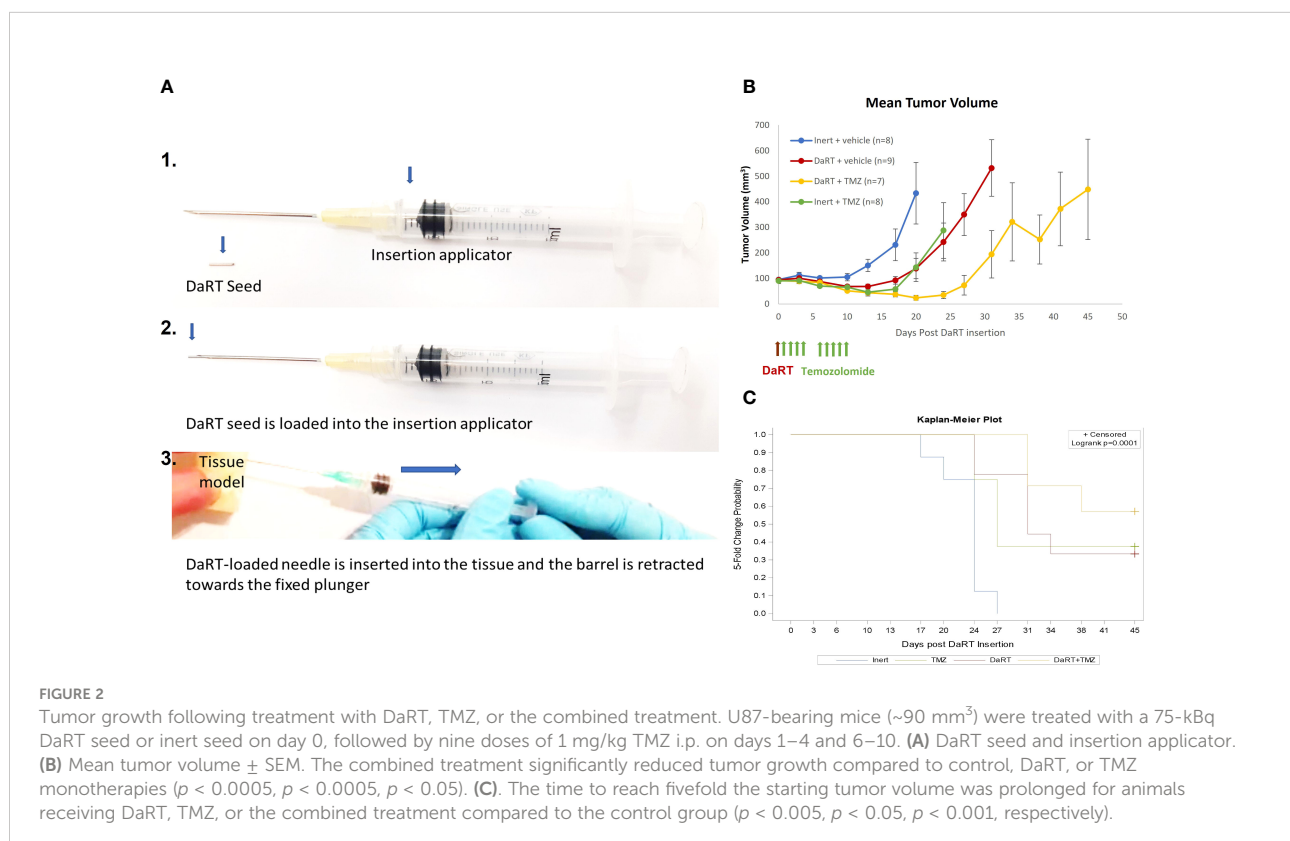 A
1.
Insertion applicator
DaRT Seed
2.
DaRT seed is loaded into the insertion applicator
3.
Tissue
model
DaRT-loaded needle is inserted into the tissue and the barrel is retracted
towards the fixed plunger
B
Mean Tumor Volume
Tumor Volume (mm³)
700
600
500
400
300
200
100
0
Inert + vehicle (n=8)
DaRT + vehicle (n=9)
DaRT + TMZ (n=7)
Inert + TMZ (n=8)
0 5 10 15 20 25 30 35 40 45 50
Days Post DaRT insertion
DaRT Temozolomide
C
Kaplan-Meier Plot
+ Censored
Logrank p=0.0001
5-Fold Change Probability
1.0
0.9
0.8
0.7
0.6
0.5
0.4
0.3
0.2
0.1
0.0
0 3 6 10 13 17 20 24 27 31 34 38 41 45
Days post DaRT Insertion
Inert TMZ DaRT DaRT+TMZ
FIGURE 2
Tumor growth following treatment with DaRT, TMZ, or the combined treatment. U87-bearing mice (~90 mm³) were treated with a 75-kBq
DaRT seed or inert seed on day 0, followed by nine doses of 1 mg/kg TMZ i.p. on days 1–4 and 6–10. (A) DaRT seed and insertion applicator.
(B) Mean tumor volume ± SEM. The combined treatment significantly reduced tumor growth compared to control, DaRT, or TMZ
monotherapies (p < 0.0005, p < 0.0005, p < 0.05). (C). The time to reach fivefold the starting tumor volume was prolonged for animals
receiving DaRT, TMZ, or the combined treatment compared to the control group (p < 0.005, p < 0.05, p < 0.001, respectively).